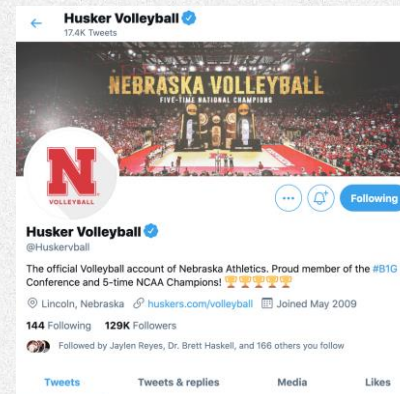 Husker Volleyball
17.4K Tweets
NEBRASKA VOLLEYBALL
FIVE-TIME NATIONAL CHAMPIONS
N
VOLLEYBALL
Following
Husker Volleyball
@Huskervball
The official Volleyball account of Nebraska Athletics. Proud member of the #B1G
Conference and 5-time NCAA Champions! 🏆🏆🏆🏆🏆
Lincoln, Nebraska huskers.com/volleyball Joined May 2009
144 Following 129K Followers
Followed by Jaylen Reyes, Dr. Brett Haskell, and 166 others you follow
Tweets Tweets & replies Media Likes